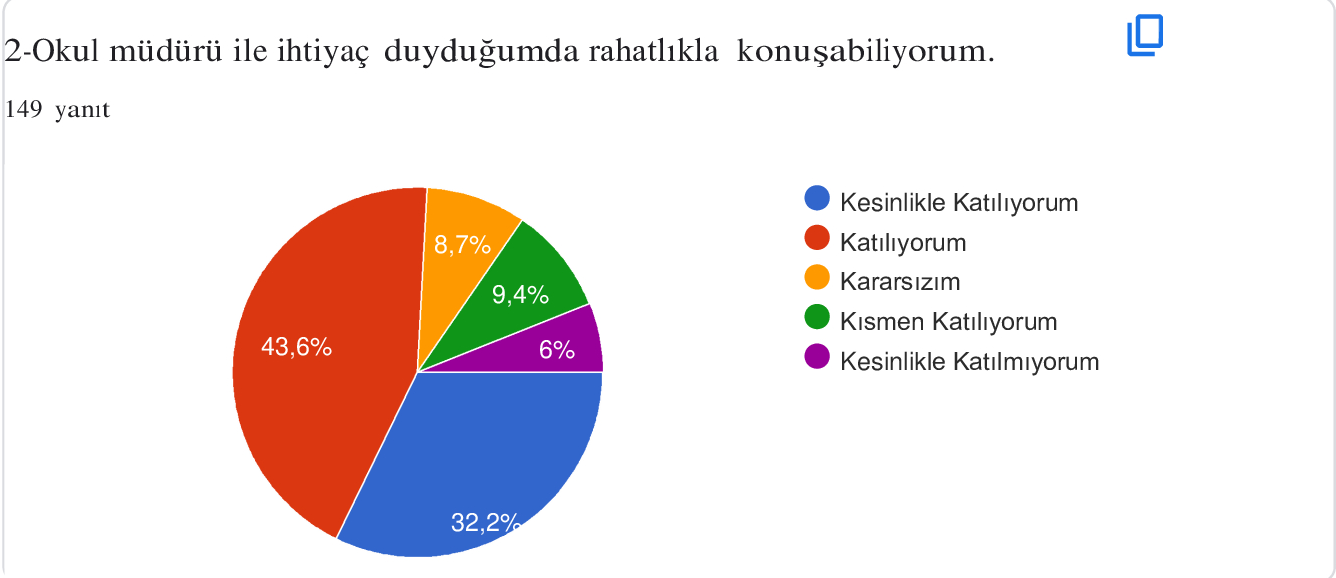 2-Okul müdürü ile ihtiyaç duyduğumda rahatlıkla konuşabiliyorum.
149 yanıt
Kesinlikle Katılıyorum
Katılıyorum
Kararsızım
Kısmen Katılıyorum
Kesinlikle Katılmıyorum
8,7%
9,4%
43,6%
6%
32,2%